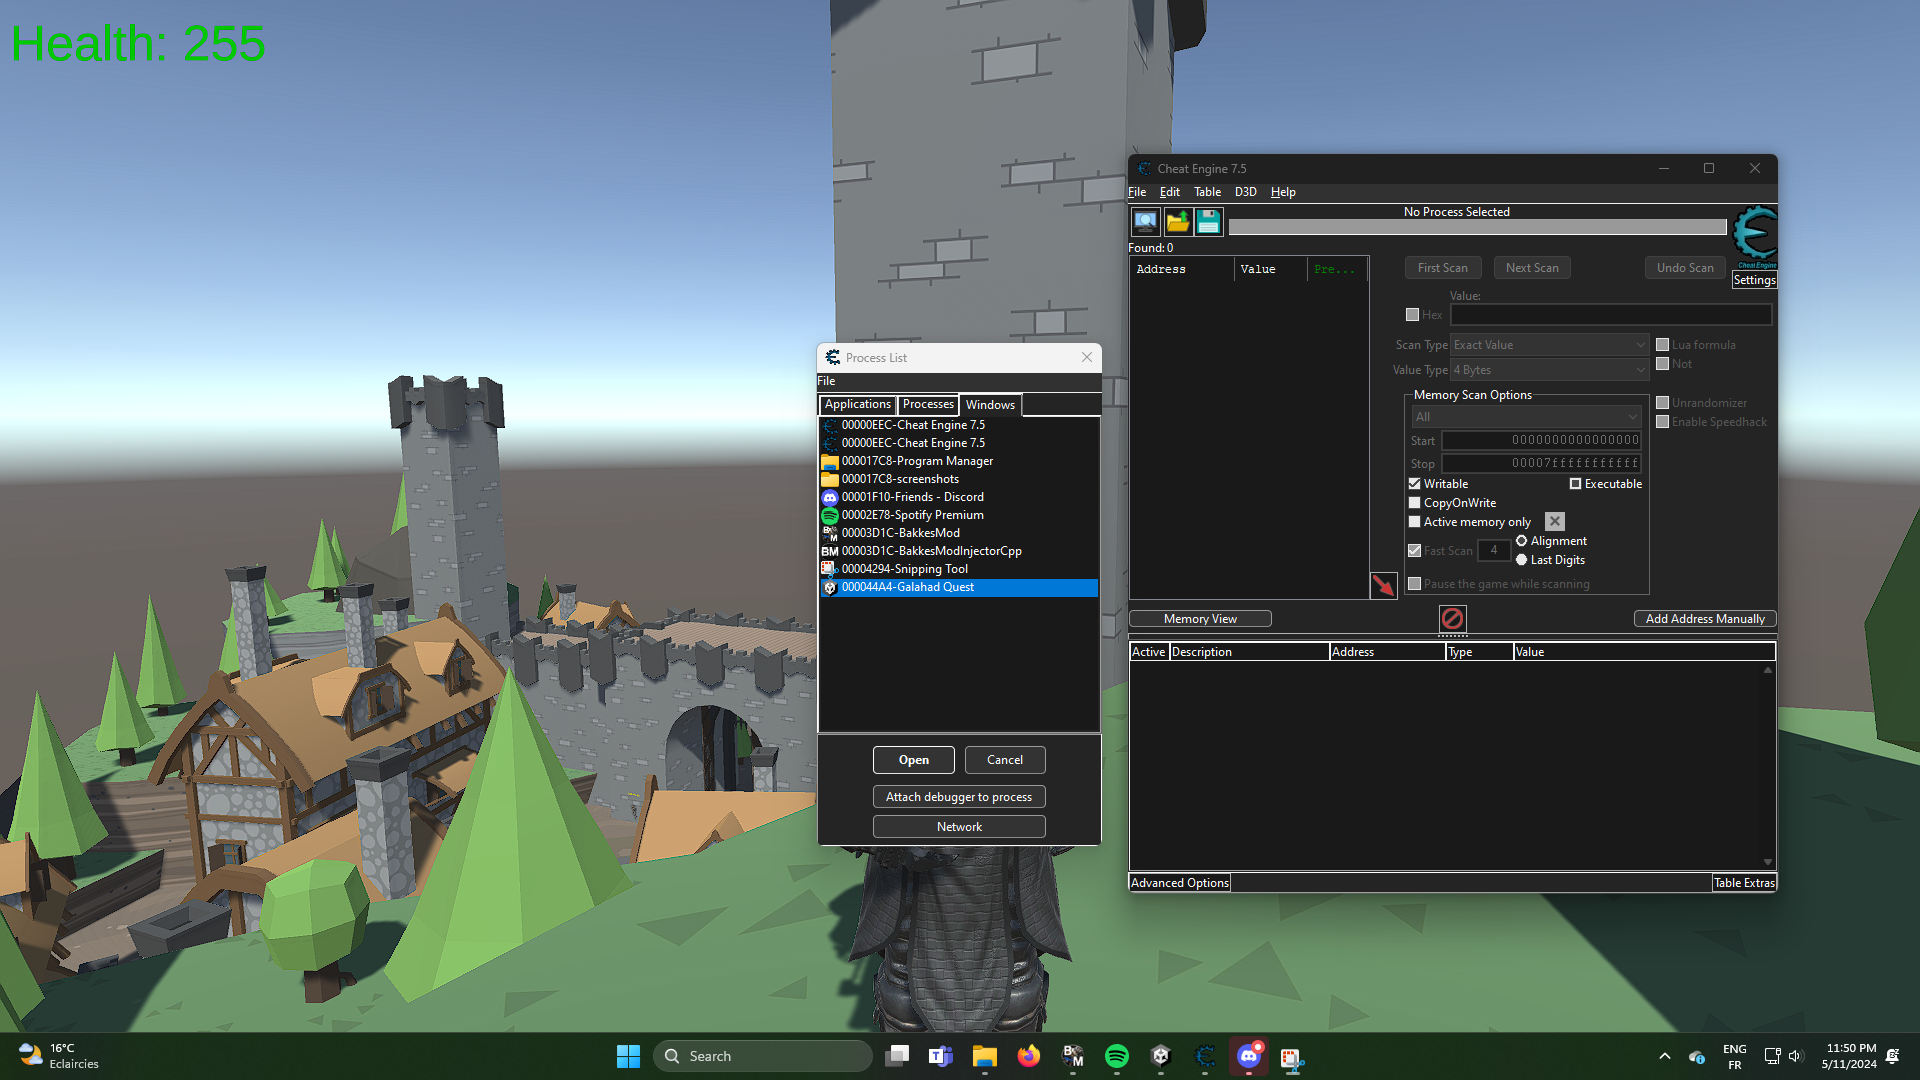 Health: 255
Process List
File
Applications
Processes
Windows
00000EEC-Cheat Engine 7.5
00000EEC-Cheat Engine 7.5
000017C8-Program Manager
000017C8-screenshots
00001F10-Friends - Discord
00002E78-Spotify Premium
00003D1C-BakkesMod
00003D1C-BakkesModInjectorCpp
00004294-Snipping Tool
000044A4-Galahad Quest
Open
Cancel
Attach debugger to process
Network
Cheat Engine 7.5
File Edit Table D3D Help
No Process Selected
Found: 0
Cheat Engine
Settings
Address Value Pre...
First Scan
Next Scan
Undo Scan
Value:
Hex
Scan Type Exact Value
Lua formula
Not
Value Type 4 Bytes
Memory Scan Options
All
Unrandomizer
Enable Speedhack
Start 0000000000000000
Stop 00007fffffffffff
Writable
Executable
CopyOnWrite
Active memory only
Fast Scan 4
Alignment
Last Digits
Pause the game while scanning
Memory View
Add Address Manually
Active Description Address Type Value
Advanced Options
Table Extras
16°C
Eclaircies
Search
ENG
FR
11:50 PM
5/11/2024